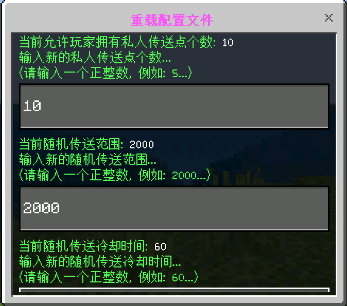 重载配置文件
当前允许玩家拥有私人传送点个数: 10
输入新的私人传送点个数...
(请输入一个正整数, 例如: 5...)
10
当前随机传送范围: 2000
输入新的随机传送范围...
(请输入一个正整数, 例如: 2000...)
2000
当前随机传送冷却时间: 60
输入新的随机传送冷却时间...
(请输入一个正整数, 例如: 60...)